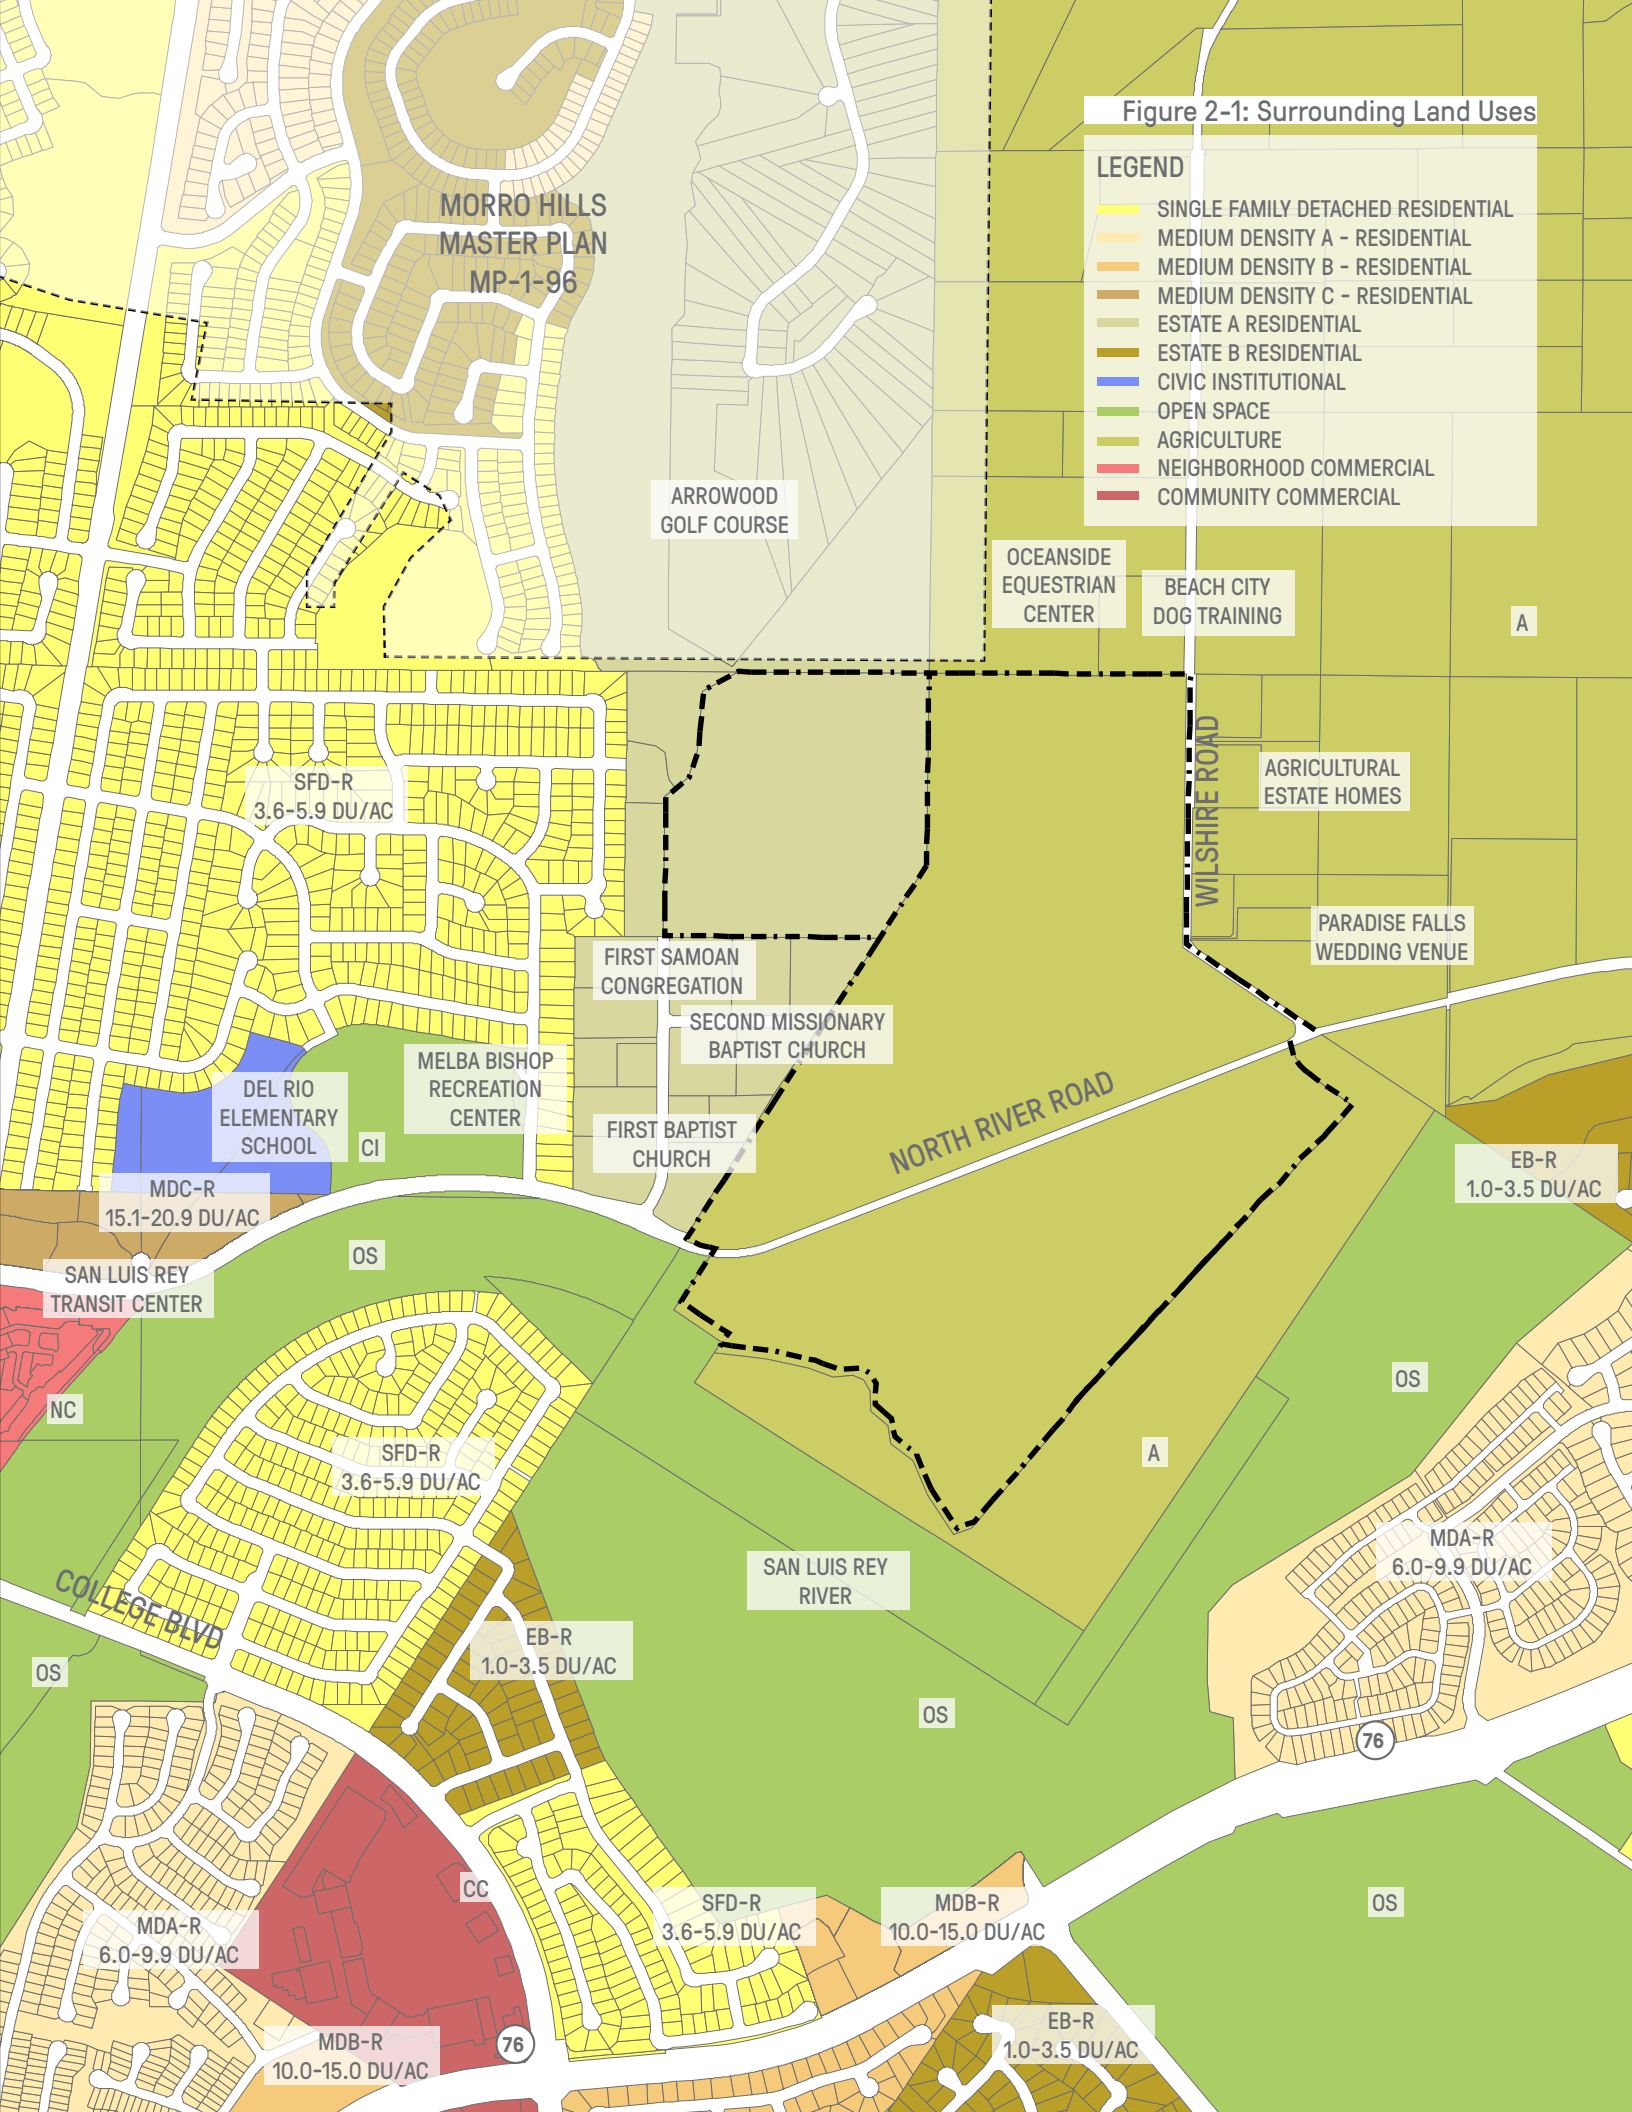 Figure 2-1: Surrounding Land Uses
LEGEND
SINGLE FAMILY DETACHED RESIDENTIAL
MEDIUM DENSITY A - RESIDENTIAL
MEDIUM DENSITY B - RESIDENTIAL
MEDIUM DENSITY C - RESIDENTIAL
ESTATE A RESIDENTIAL
ESTATE B RESIDENTIAL
CIVIC INSTITUTIONAL
OPEN SPACE
AGRICULTURE
NEIGHBORHOOD COMMERCIAL
COMMUNITY COMMERCIAL
MORRO HILLS
MASTER PLAN
MP-1-96
ARROWOOD
GOLF COURSE
OCEANSIDE
EQUESTRIAN
CENTER
BEACH CITY
DOG TRAINING
A
SFD-R
3.6-5.9 DU/AC
WILSHIRE ROAD
AGRICULTURAL
ESTATE HOMES
PARADISE FALLS
WEDDING VENUE
FIRST SAMOAN
CONGREGATION
SECOND MISSIONARY
BAPTIST CHURCH
MELBA BISHOP
RECREATION
CENTER
DEL RIO
ELEMENTARY
SCHOOL
CI
FIRST BAPTIST
CHURCH
NORTH RIVER ROAD
EB-R
1.0-3.5 DU/AC
MDC-R
15.1-20.9 DU/AC
OS
SAN LUIS REY
TRANSIT CENTER
NC
OS
SFD-R
3.6-5.9 DU/AC
A
MDA-R
6.0-9.9 DU/AC
SAN LUIS REY
RIVER
COLLEGE BLVD
EB-R
1.0-3.5 DU/AC
OS
OS
76
CC
SFD-R
3.6-5.9 DU/AC
MDB-R
10.0-15.0 DU/AC
OS
MDA-R
6.0-9.9 DU/AC
EB-R
1.0-3.5 DU/AC
MDB-R
10.0-15.0 DU/AC
76